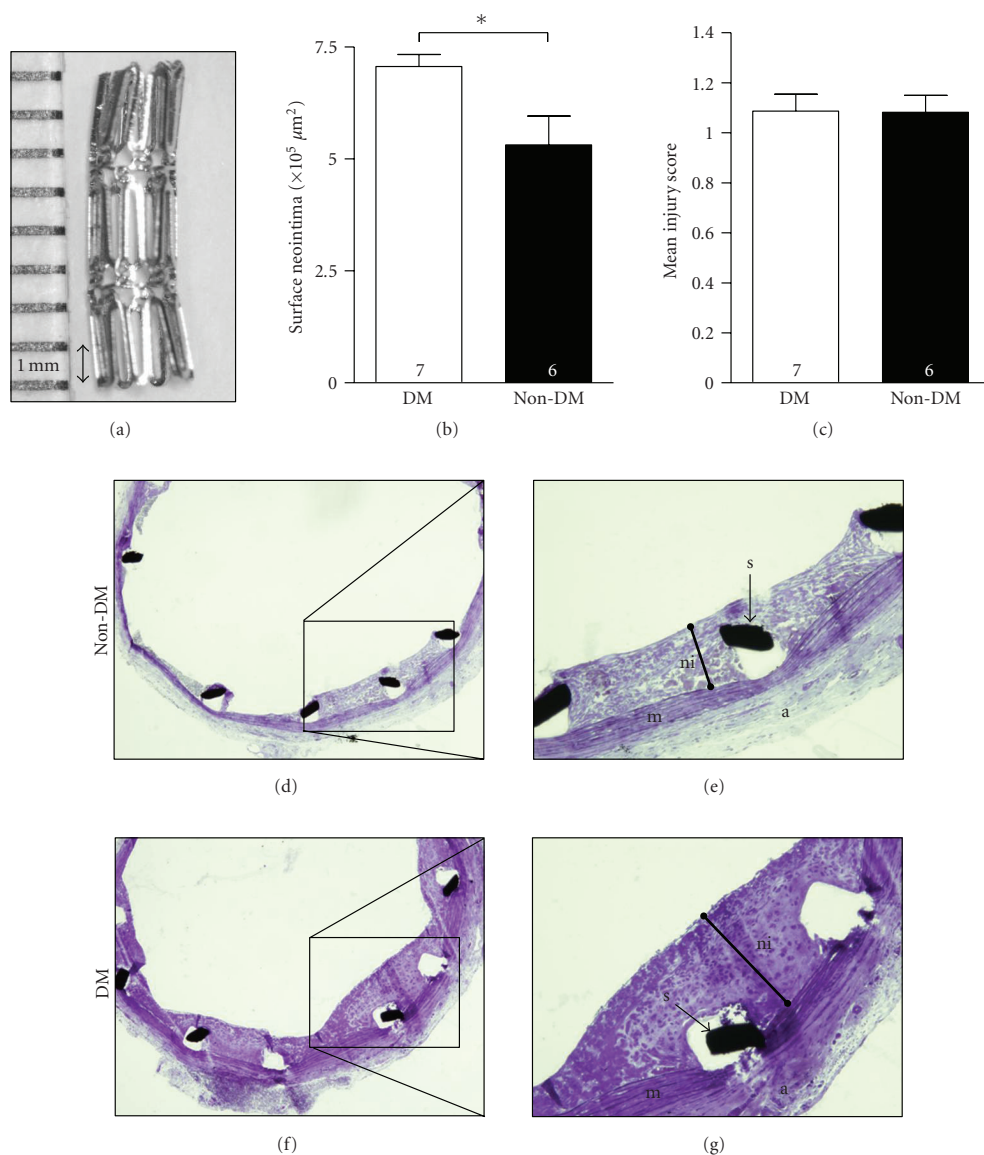 1 mm
(a)
*
Surface neointima (×10⁵ µm²)
7.5
5
2.5
0
7
6
DM
Non-DM
(b)
Mean injury score
1.4
1.2
1
0.8
0.6
0.4
0.2
0
7
6
DM
Non-DM
(c)
Non-DM
(d)
s
ni
m
a
(e)
DM
(f)
ni
s
m
a
(g)